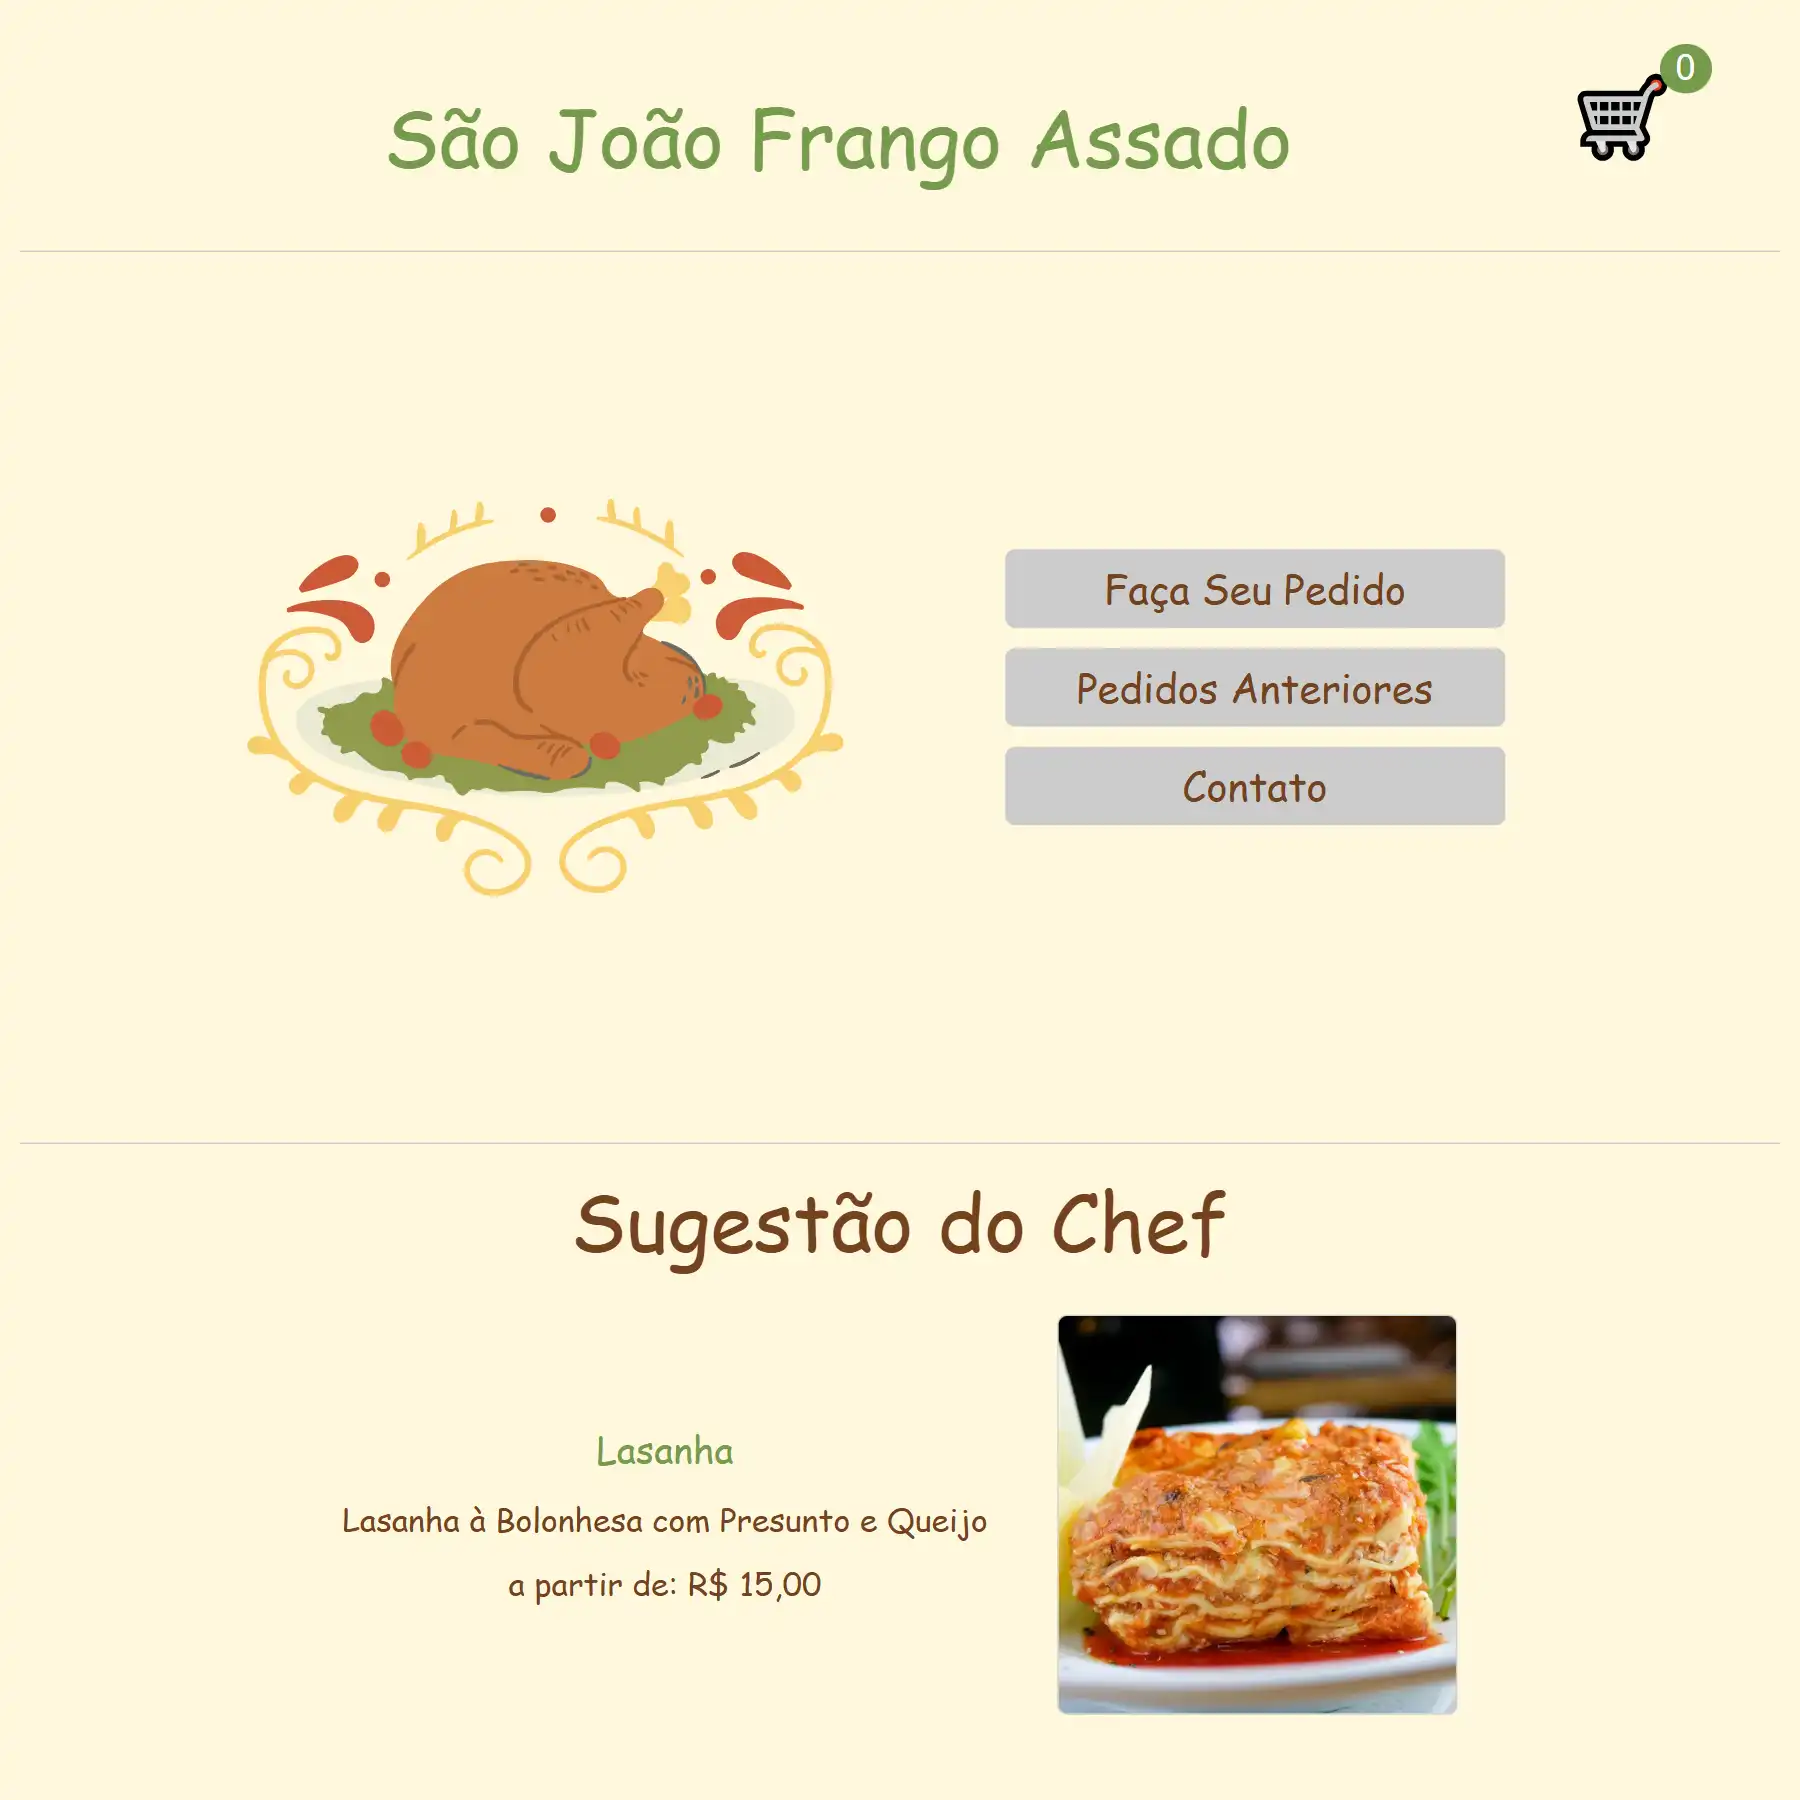 0
São João Frango Assado
Faça Seu Pedido
Pedidos Anteriores
Contato
Sugestão do Chef
Lasanha
Lasanha à Bolonhesa com Presunto e Queijo
a partir de: R$ 15,00